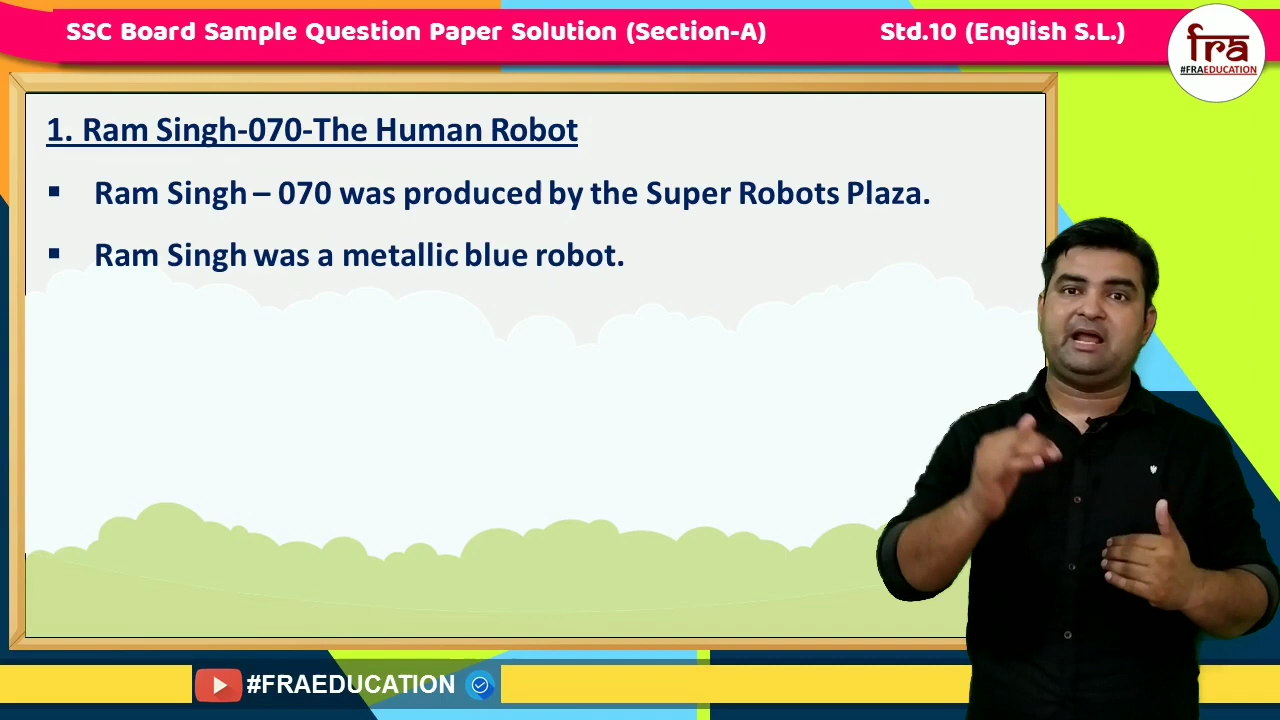 SSC Board Sample Question Paper Solution (Section-A) Std.10 (English S.L.)
fra
#FRAEDUCATION
1. Ram Singh-070-The Human Robot
▪ Ram Singh – 070 was produced by the Super Robots Plaza.
▪ Ram Singh was a metallic blue robot.
#FRAEDUCATION